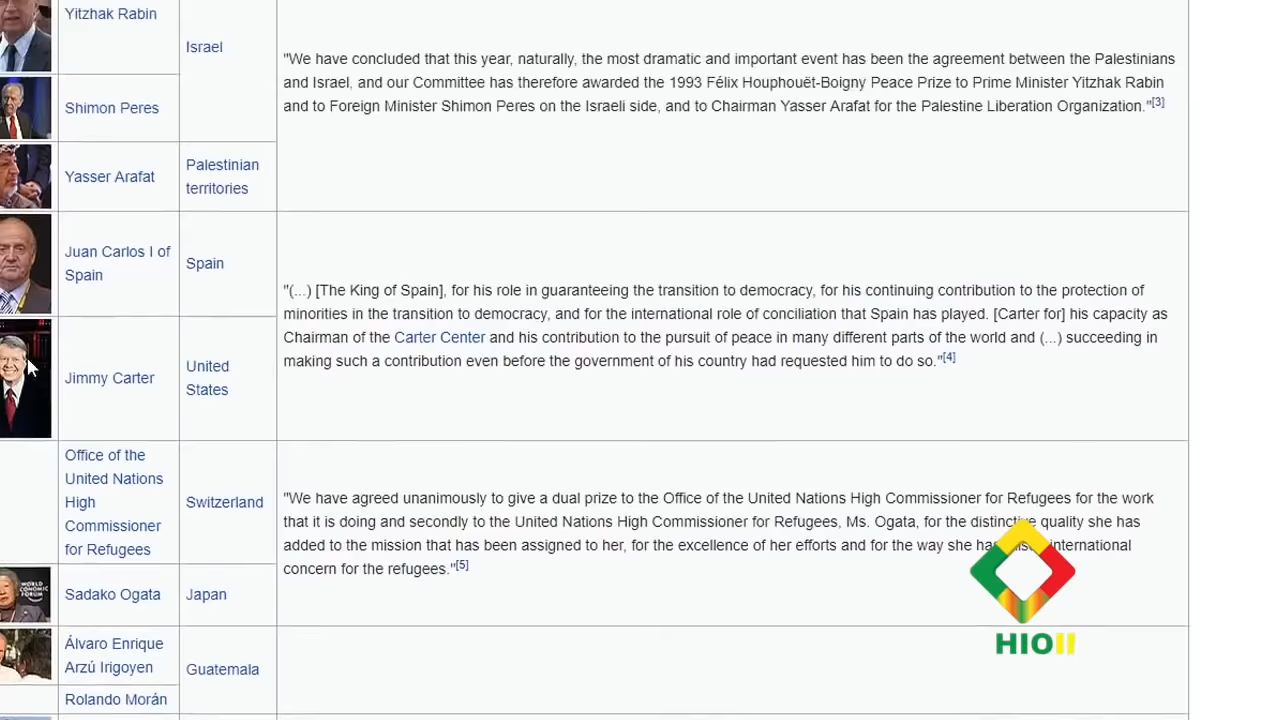 Yitzhak Rabin
Israel
"We have concluded that this year, naturally, the most dramatic and important event has been the agreement between the Palestinians
and Israel, and our Committee has therefore awarded the 1993 Félix Houphouët-Boigny Peace Prize to Prime Minister Yitzhak Rabin
and to Foreign Minister Shimon Peres on the Israeli side, and to Chairman Yasser Arafat for the Palestine Liberation Organization."[3]
Shimon Peres
Yasser Arafat
Palestinian
territories
Juan Carlos I of
Spain
Spain
"(...) [The King of Spain], for his role in guaranteeing the transition to democracy, for his continuing contribution to the protection of
minorities in the transition to democracy, and for the international role of conciliation that Spain has played. [Carter for] his capacity as
Chairman of the Carter Center and his contribution to the pursuit of peace in many different parts of the world and (...) succeeding in
making such a contribution even before the government of his country had requested him to do so."[4]
Jimmy Carter
United
States
Office of the
United Nations
High
Commissioner
for Refugees
Switzerland
"We have agreed unanimously to give a dual prize to the Office of the United Nations High Commissioner for Refugees for the work
that it is doing and secondly to the United Nations High Commissioner for Refugees, Ms. Ogata, for the distinctive quality she has
added to the mission that has been assigned to her, for the excellence of her efforts and for the way she international
concern for the refugees."[5]
WORLD
ECONOMIC
FORUM
Sadako Ogata
Japan
Álvaro Enrique
Arzú Irigoyen
Guatemala
Rolando Morán
HIOII